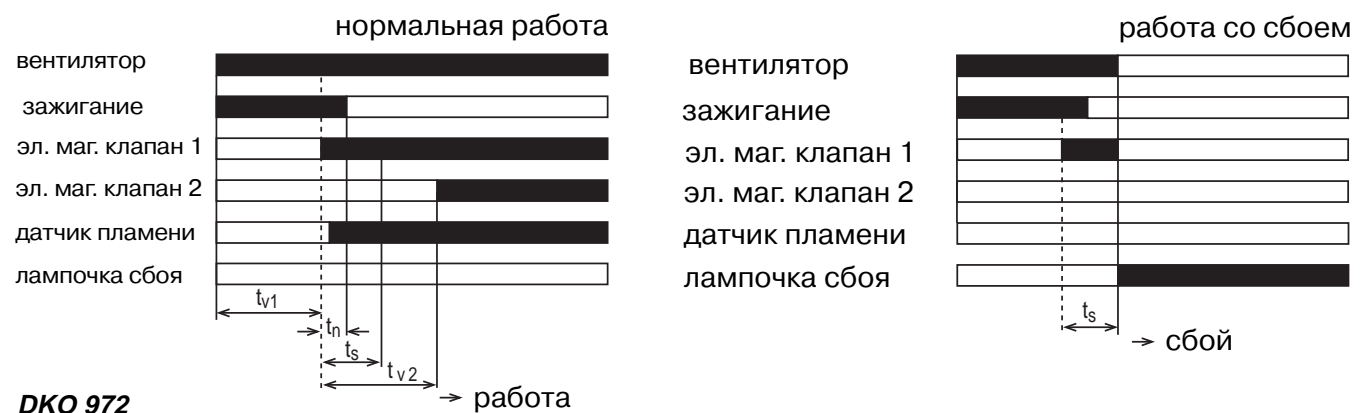 нормальная работа
вентилятор
зажигание
эл. маг. клапан 1
эл. маг. клапан 2
датчик пламени
лампочка сбоя
tv1
tn
ts
tv2
работа
DKO 972
работа со сбоем
вентилятор
зажигание
эл. маг. клапан 1
эл. маг. клапан 2
датчик пламени
лампочка сбоя
ts
сбой